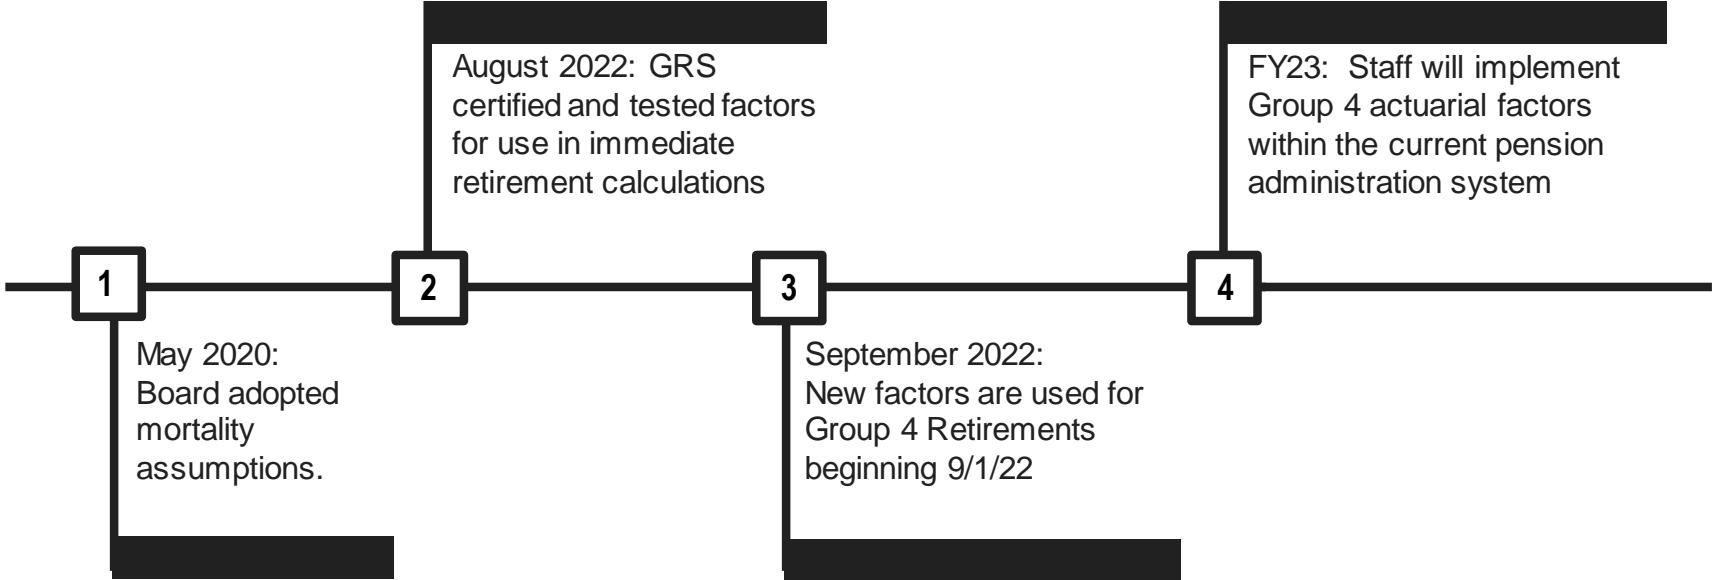 August 2022: GRS
certified and tested factors
for use in immediate
retirement calculations
FY23: Staff will implement
Group 4 actuarial factors
within the current pension
administration system
1
2
3
4
May 2020:
Board adopted
mortality
assumptions.
September 2022:
New factors are used for
Group 4 Retirements
beginning 9/1/22